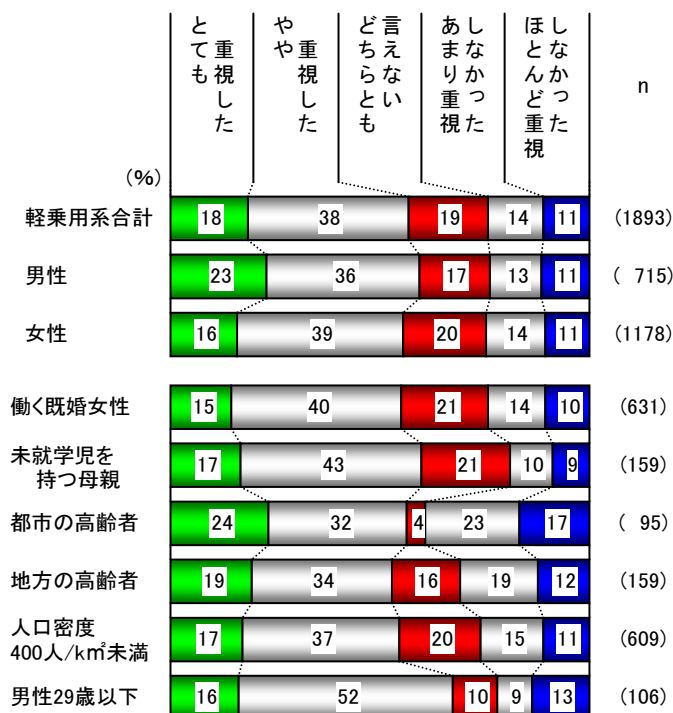 とても
重視した
やや
重視した
どちらとも
言えない
あまり重視
しなかった
ほとんど重視
しなかった
n
(%)
軽乗用系合計 18 38 19 14 11 (1893)
男性 23 36 17 13 11 ( 715)
女性 16 39 20 14 11 (1178)
働く既婚女性 15 40 21 14 10 (631)
未就学児を
持つ母親 17 43 21 10 9 (159)
都市の高齢者 24 32 4 23 17 ( 95)
地方の高齢者 19 34 16 19 12 (159)
人口密度
400人/k㎡未満 17 37 20 15 11 (609)
男性29歳以下 16 52 10 9 13 (106)